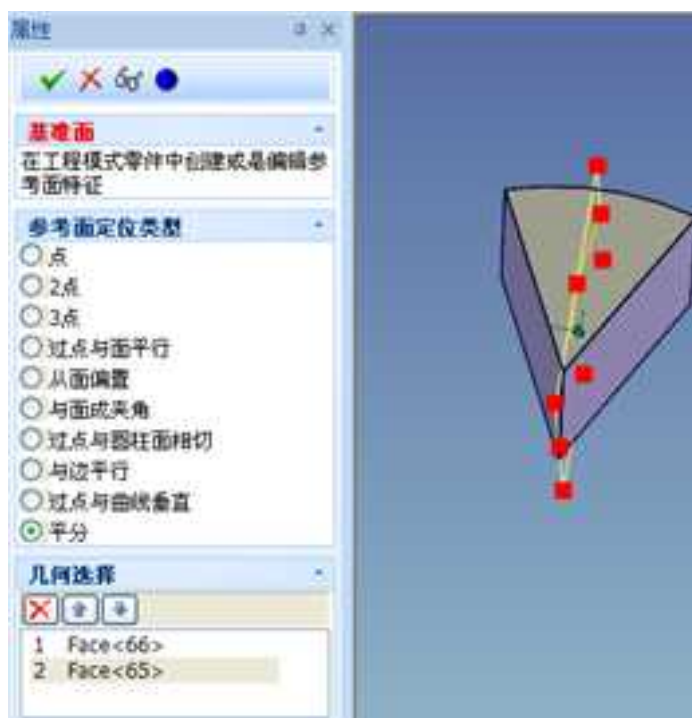 属性
基准面
在工程模式零件中创建或是编辑参
考面特征
参考面定位类型
点
2点
3点
过点与面平行
从面偏置
与面成夹角
过点与圆柱面相切
与边平行
过点与曲线垂直
平分
几何选择
1 Face<66>
2 Face<65>